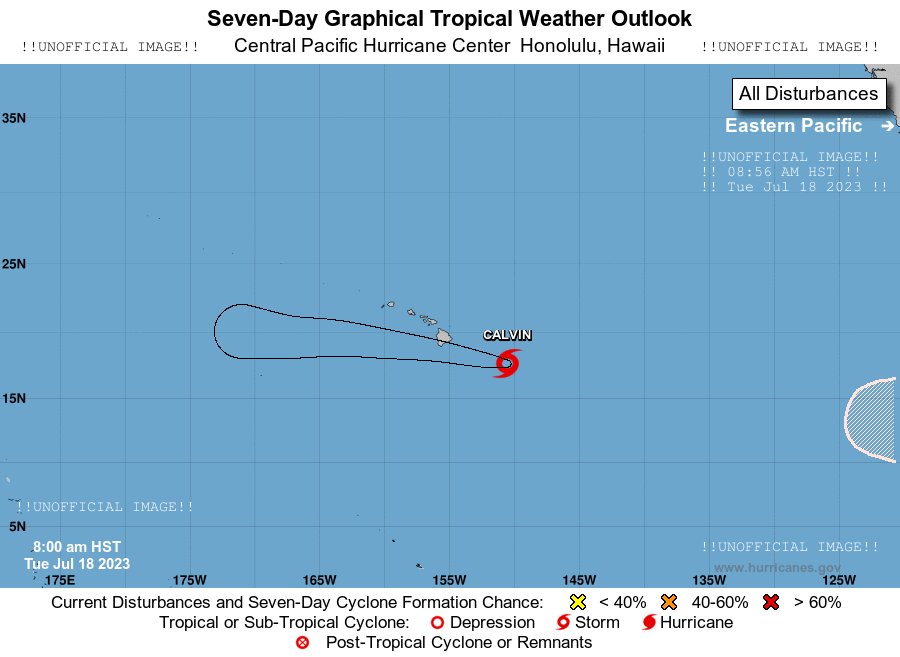 Seven-Day Graphical Tropical Weather Outlook
!!UNOFFICIAL IMAGE!! Central Pacific Hurricane Center Honolulu, Hawaii !!UNOFFICIAL IMAGE!!
All Disturbances
35N
Eastern Pacific →
!!UNOFFICIAL IMAGE!!
!! 08:56 AM HST !!
!! Tue Jul 18 2023 !!
25N
CALVIN
15N
!!UNOFFICIAL IMAGE!!
5N
8:00 am HST
Tue Jul 18 2023
!!UNOFFICIAL IMAGE!!
www.hurricanes.gov
175E 175W 165W 155W 145W 135W 125W
Current Disturbances and Seven-Day Cyclone Formation Chance: < 40% 40-60% > 60%
Tropical or Sub-Tropical Cyclone: Depression Storm Hurricane
Post-Tropical Cyclone or Remnants